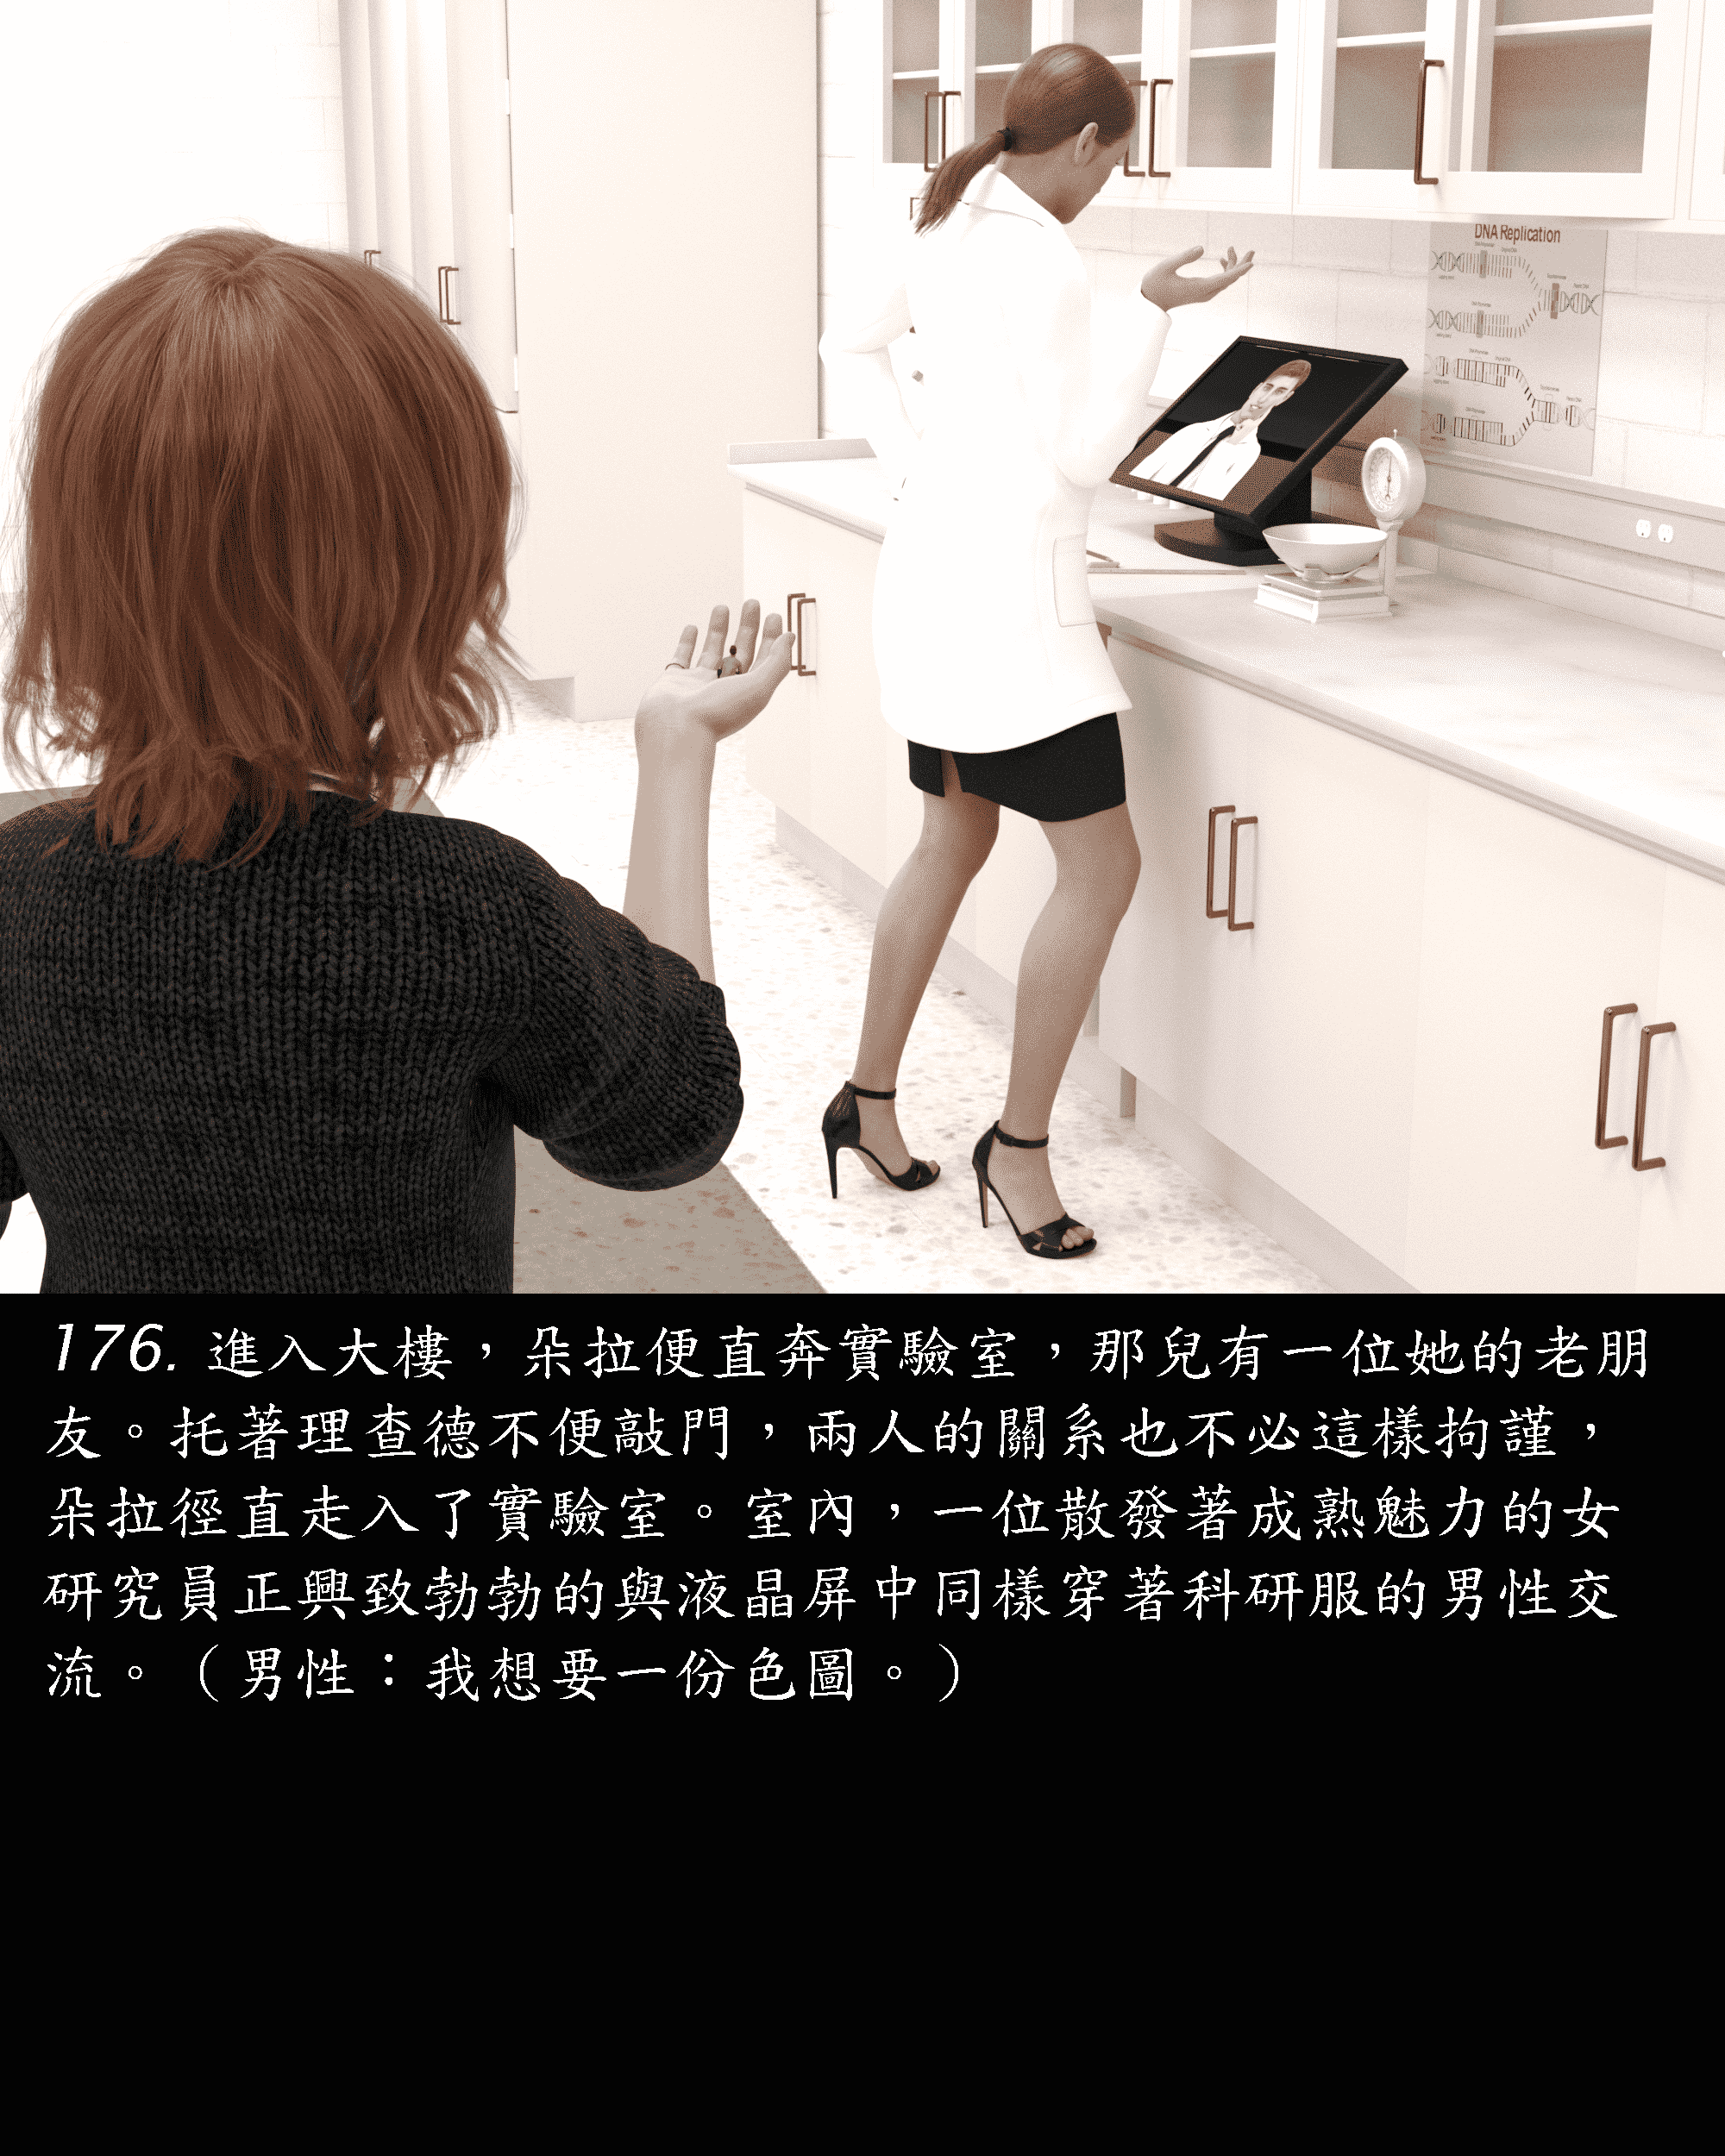 DNA Replication
176. 進入大樓，朵拉便直奔實驗室，那兒有一位她的老朋
友。托著理查德不便敲門，兩人的關系也不必這樣拘謹，
朵拉徑直走入了實驗室。室內，一位散發著成熟魅力的女
研究員正興致勃勃的與液晶屏中同樣穿著科研服的男性交
流。（男性：我想要一份色圖。）